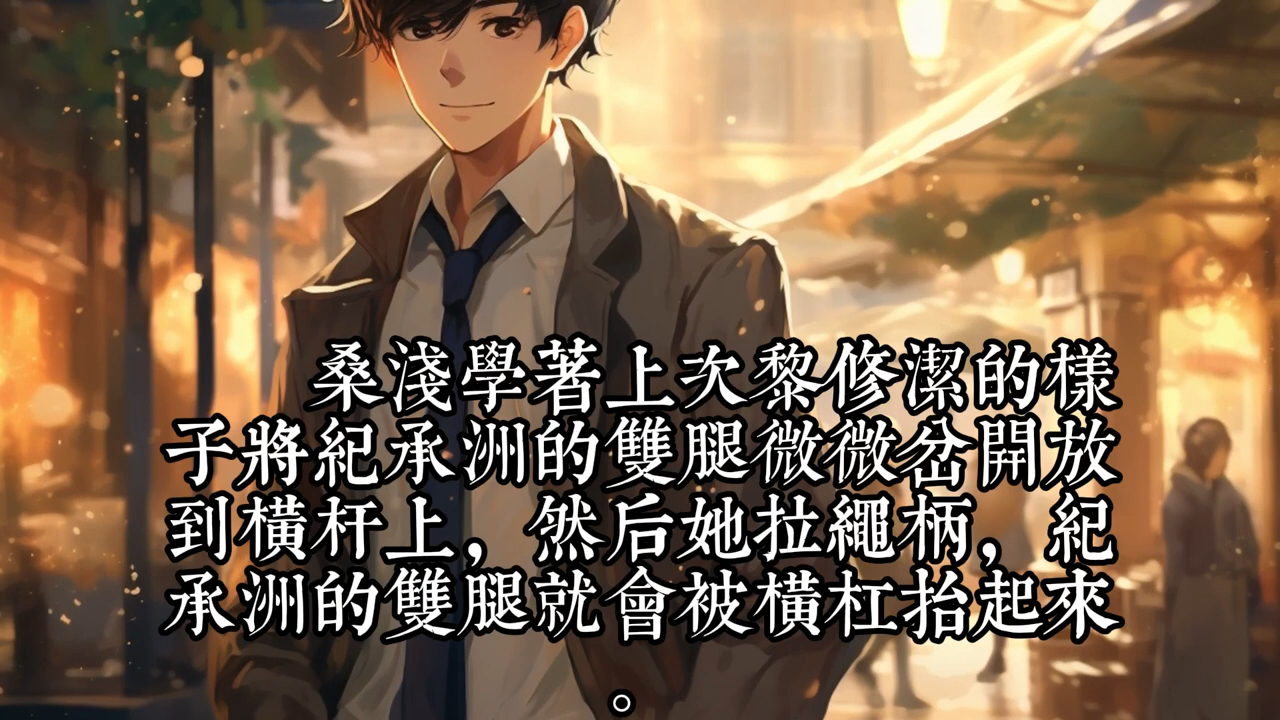 桑淺學著上次黎修潔的樣
子將紀承洲的雙腿微微岔開放
到橫杆上，然后她拉繩柄，紀
承洲的雙腿就會被橫杠抬起來
。